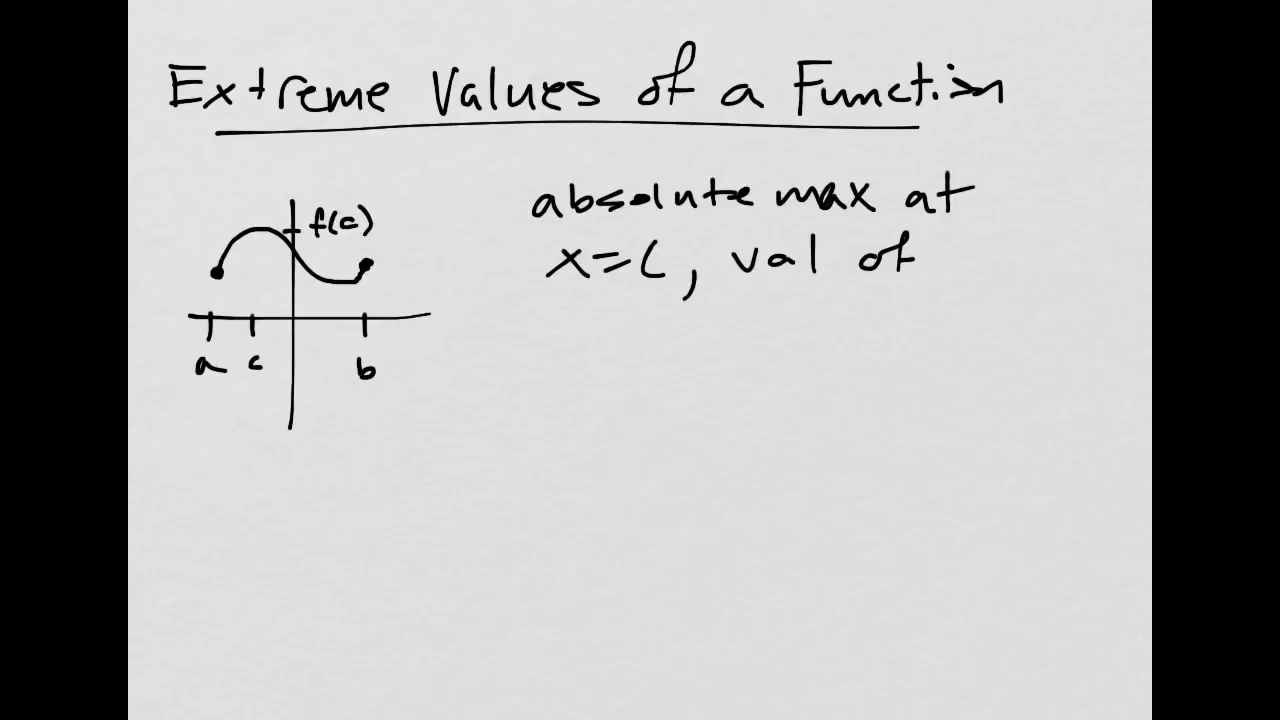 Extreme Values of a Function
f(c)
absolute max at
x=c, val of
a c b